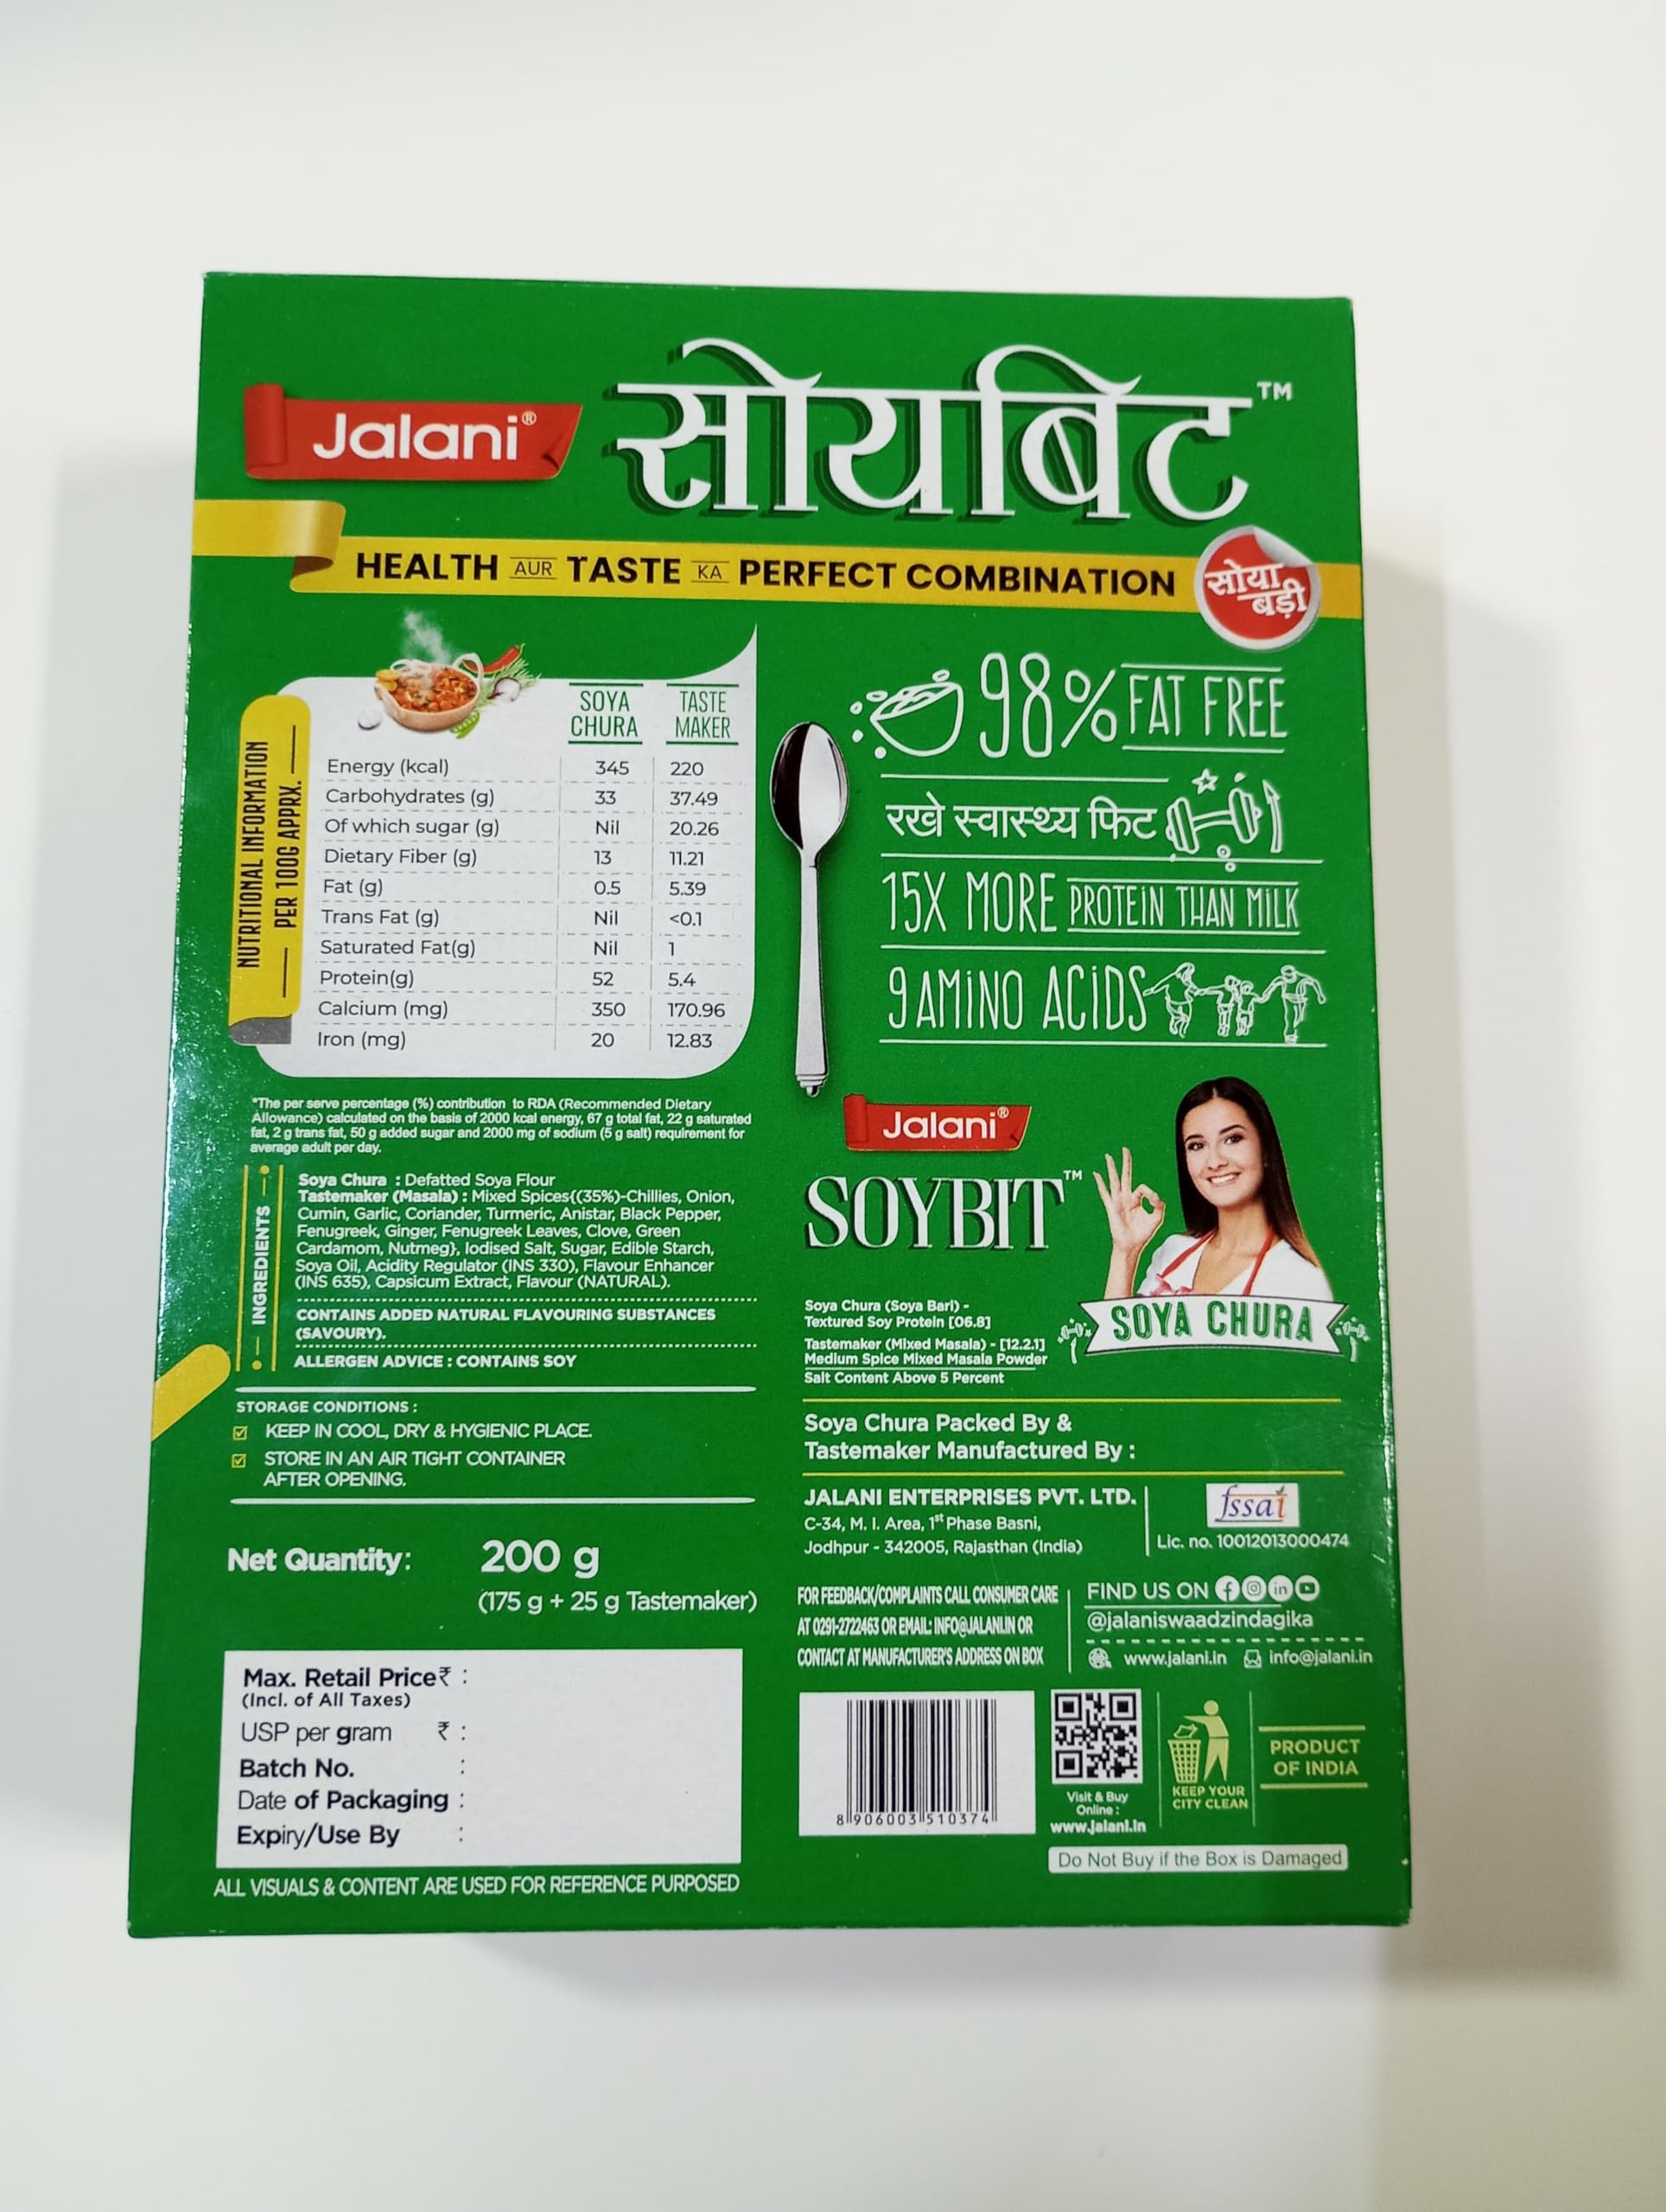 Jalani®
सोयबिट™
HEALTH AUR TASTE KA PERFECT COMBINATION
सोया
बड़ी
NUTRITIONAL INFORMATION
PER 100G APPRX.
SOYA CHURA TASTE MAKER
Energy (kcal) 345 220
Carbohydrates (g) 33 37.49
Of which sugar (g) Nil 20.26
Dietary Fiber (g) 13 11.21
Fat (g) 0.5 5.39
Trans Fat (g) Nil <0.1
Saturated Fat(g) Nil 1
Protein(g) 52 5.4
Calcium (mg) 350 170.96
Iron (mg) 20 12.83
*The per serve percentage (%) contribution to RDA (Recommended Dietary
Allowance) calculated on the basis of 2000 kcal energy, 67 g total fat, 22 g saturated
fat, 2 g trans fat, 50 g added sugar and 2000 mg of sodium (5 g salt) requirement for
average adult per day.
INGREDIENTS
Soya Chura : Defatted Soya Flour
Tastemaker (Masala) : Mixed Spices{(35%)-Chillies, Onion,
Cumin, Garlic, Coriander, Turmeric, Anistar, Black Pepper,
Fenugreek, Ginger, Fenugreek Leaves, Clove, Green
Cardamom, Nutmeg}, Iodised Salt, Sugar, Edible Starch,
Soya Oil, Acidity Regulator (INS 330), Flavour Enhancer
(INS 635), Capsicum Extract, Flavour (NATURAL).
CONTAINS ADDED NATURAL FLAVOURING SUBSTANCES
(SAVOURY).
ALLERGEN ADVICE : CONTAINS SOY
STORAGE CONDITIONS :
KEEP IN COOL, DRY & HYGIENIC PLACE.
STORE IN AN AIR TIGHT CONTAINER
AFTER OPENING.
Net Quantity: 200 g
(175 g + 25 g Tastemaker)
Max. Retail Price₹ :
(Incl. of All Taxes)
USP per gram ₹ :
Batch No. :
Date of Packaging :
Expiry/Use By :
ALL VISUALS & CONTENT ARE USED FOR REFERENCE PURPOSED
98% FAT FREE
रखे स्वास्थ्य फिट
15X MORE PROTEIN THAN MILK
9 AMINO ACIDS
Jalani®
SOYBIT™
SOYA CHURA
Soya Chura (Soya Bari) -
Textured Soy Protein [06.8]
Tastemaker (Mixed Masala) - [12.2.1]
Medium Spice Mixed Masala Powder
Salt Content Above 5 Percent
Soya Chura Packed By &
Tastemaker Manufactured By :
JALANI ENTERPRISES PVT. LTD.
C-34, M. I. Area, 1st Phase Basni,
Jodhpur - 342005, Rajasthan (India)
fssai
Lic. no. 10012013000474
FOR FEEDBACK/COMPLAINTS CALL CONSUMER CARE
AT 0291-2722463 OR EMAIL: INFO@JALANI.IN OR
CONTACT AT MANUFACTURER'S ADDRESS ON BOX
FIND US ON
@jalaniswaadzindagika
www.jalani.in info@jalani.in
8 906003 510374
Visit & Buy
Online :
www.jalani.in
KEEP YOUR
CITY CLEAN
PRODUCT
OF INDIA
Do Not Buy if the Box is Damaged